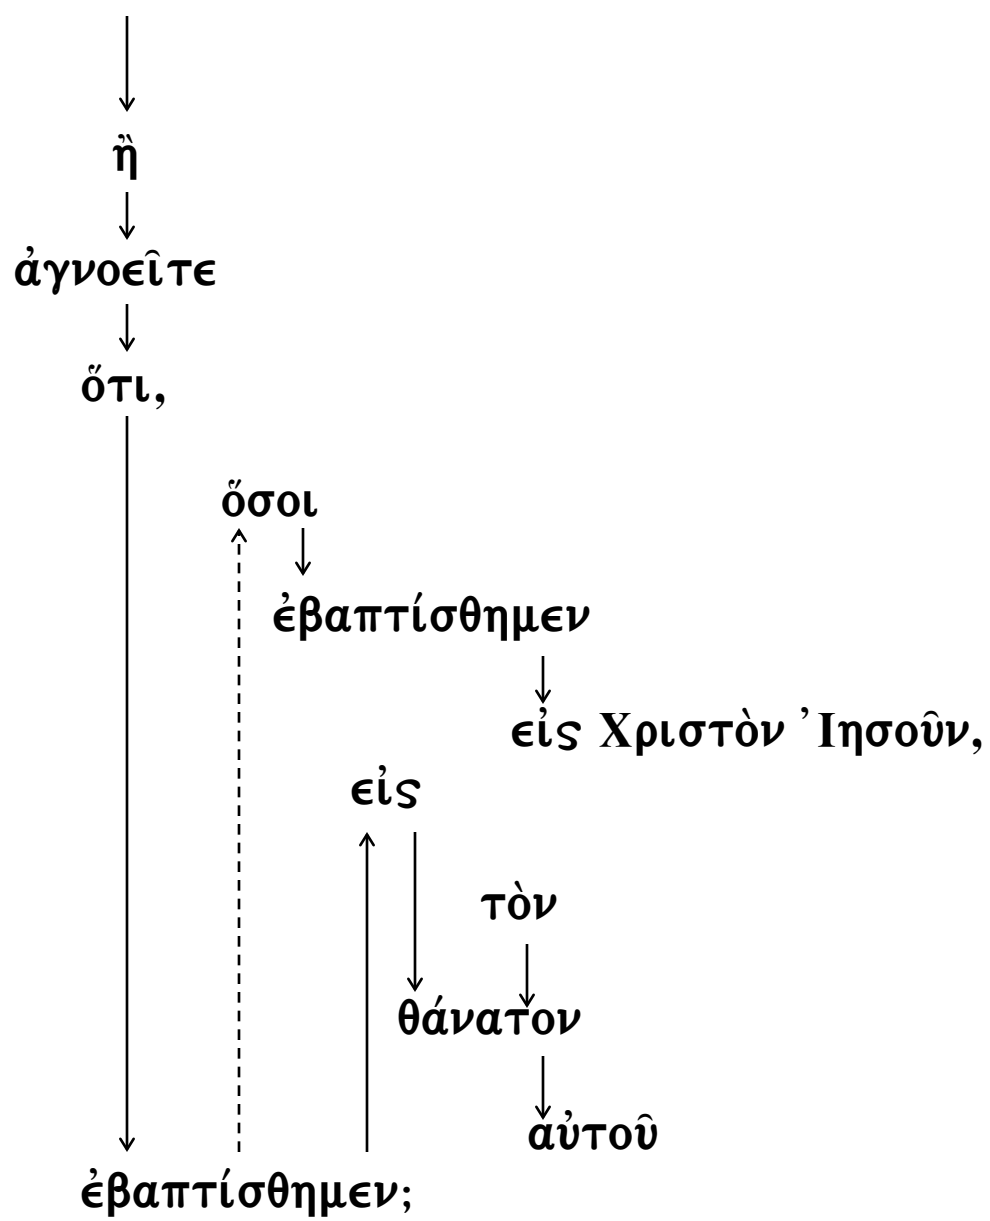 ἢ
ἀγνοεῖτε
ὅτι,
ὅσοι
ἐβαπτίσθημεν
εἰς Χριστὸν Ἰησοῦν,
εἰς
τὸν
θάνατον
αὐτοῦ
ἐβαπτίσθημεν;